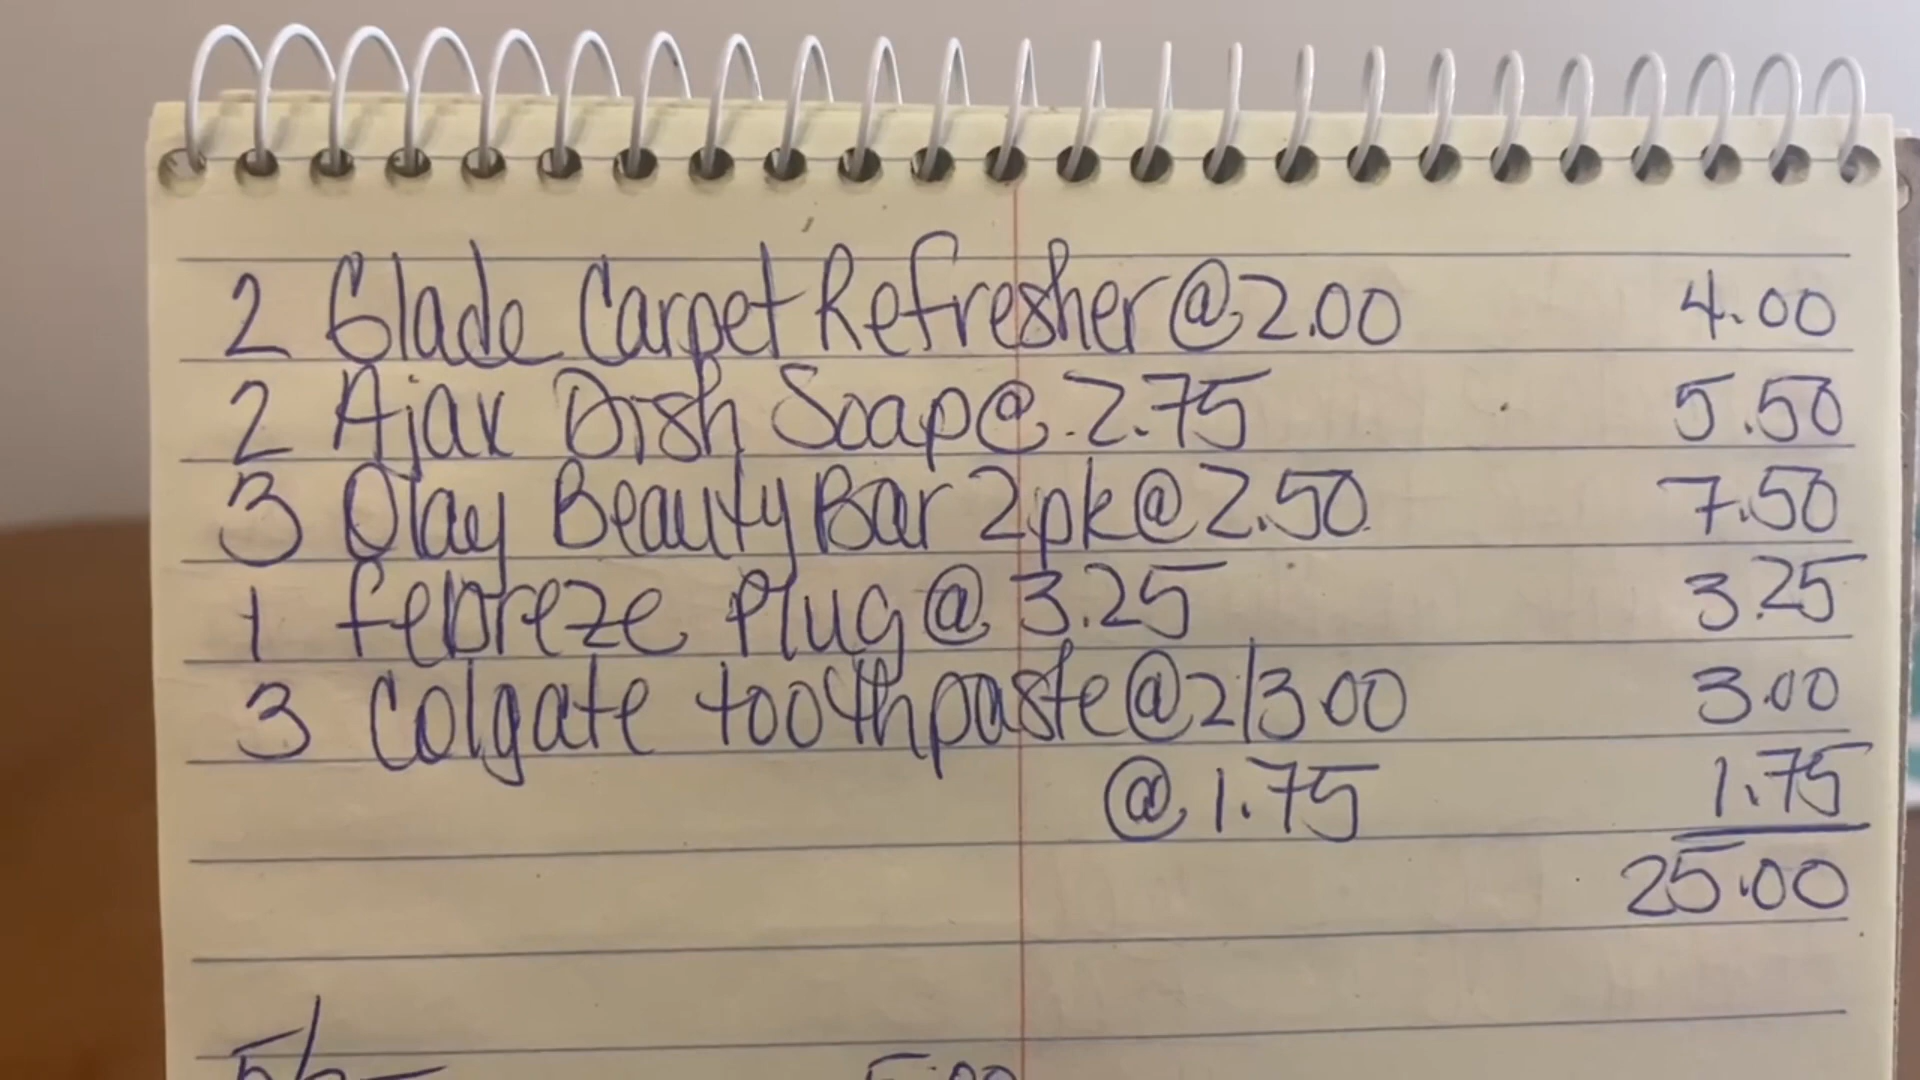 2 Glade Carpet Refresher @ 2.00 4.00
2 Ajax Dish Soap @ 2.75 5.50
3 Olay Beauty Bar 2pk @ 2.50 7.50
1 Febreze Plug @ 3.25 3.25
3 Colgate toothpaste @ 2/3.00 3.00
@ 1.75 1.75
25.00
5.00